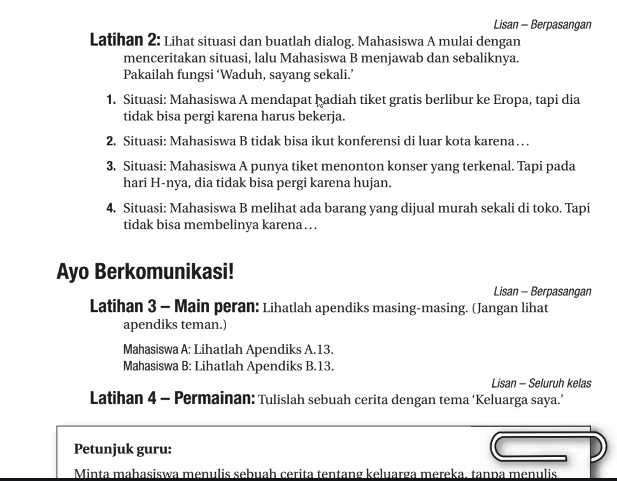 Lisan – Berpasangan
Latihan 2: Lihat situasi dan buatlah dialog. Mahasiswa A mulai dengan
menceritakan situasi, lalu Mahasiswa B menjawab dan sebaliknya.
Pakailah fungsi ‘Waduh, sayang sekali.’
1. Situasi: Mahasiswa A mendapat hadiah tiket gratis berlibur ke Eropa, tapi dia
tidak bisa pergi karena harus bekerja.
2. Situasi: Mahasiswa B tidak bisa ikut konferensi di luar kota karena…
3. Situasi: Mahasiswa A punya tiket menonton konser yang terkenal. Tapi pada
hari H-nya, dia tidak bisa pergi karena hujan.
4. Situasi: Mahasiswa B melihat ada barang yang dijual murah sekali di toko. Tapi
tidak bisa membelinya karena…
Ayo Berkomunikasi!
Lisan – Berpasangan
Latihan 3 – Main peran: Lihatlah apendiks masing-masing. (Jangan lihat
apendiks teman.)
Mahasiswa A: Lihatlah Apendiks A.13.
Mahasiswa B: Lihatlah Apendiks B.13.
Lisan – Seluruh kelas
Latihan 4 – Permainan: Tulislah sebuah cerita dengan tema ‘Keluarga saya.’
Petunjuk guru:
Minta mahasiswa menulis sebuah cerita tentang keluarga mereka, tanpa menulis